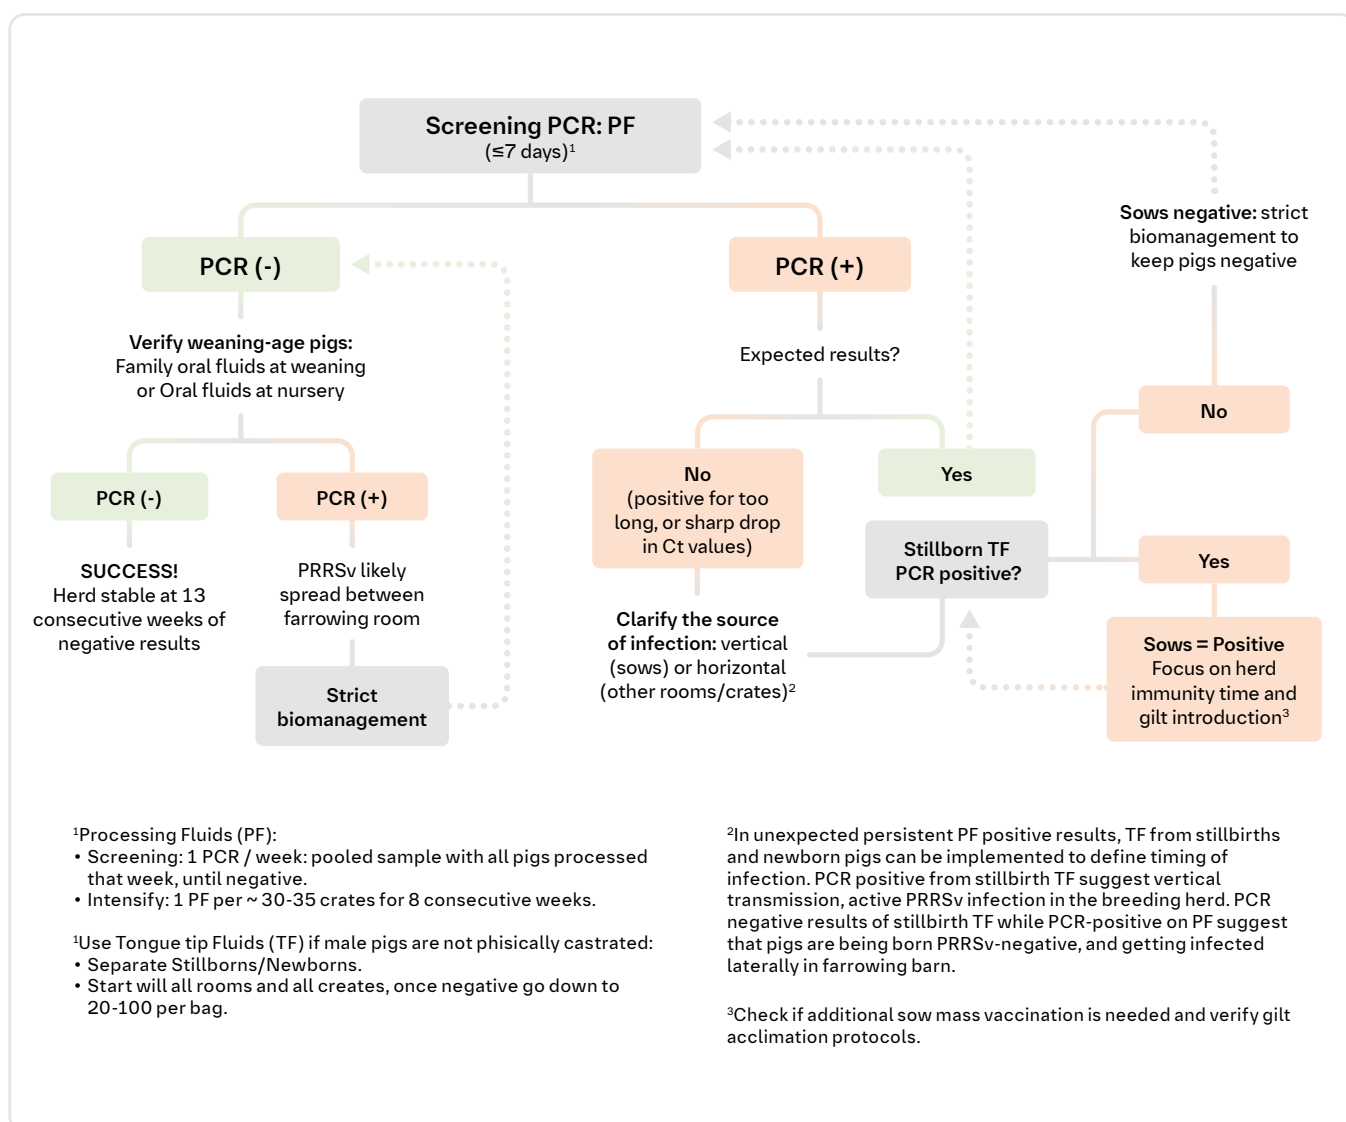 Screening PCR: PF
(≤7 days)¹
PCR (-)
PCR (+)
Sows negative: strict
biomanagement to
keep pigs negative
Verify weaning-age pigs:
Family oral fluids at weaning
or Oral fluids at nursery
Expected results?
No
PCR (-)
PCR (+)
No
(positive for too
long, or sharp drop
in Ct values)
Yes
Stillborn TF
PCR positive?
Yes
SUCCESS!
Herd stable at 13
consecutive weeks of
negative results
PRRSv likely
spread between
farrowing room
Clarify the source
of infection: vertical
(sows) or horizontal
(other rooms/crates)²
Sows = Positive
Focus on herd
immunity time and
gilt introduction³
Strict
biomanagement
¹Processing Fluids (PF):
• Screening: 1 PCR / week: pooled sample with all pigs processed
that week, until negative.
• Intensify: 1 PF per ~ 30-35 crates for 8 consecutive weeks.
¹Use Tongue tip Fluids (TF) if male pigs are not phisically castrated:
• Separate Stillborns/Newborns.
• Start will all rooms and all creates, once negative go down to
20-100 per bag.
²In unexpected persistent PF positive results, TF from stillbirths
and newborn pigs can be implemented to define timing of
infection. PCR positive from stillbirth TF suggest vertical
transmission, active PRRSv infection in the breeding herd. PCR
negative results of stillbirth TF while PCR-positive on PF suggest
that pigs are being born PRRSv-negative, and getting infected
laterally in farrowing barn.
³Check if additional sow mass vaccination is needed and verify gilt
acclimation protocols.